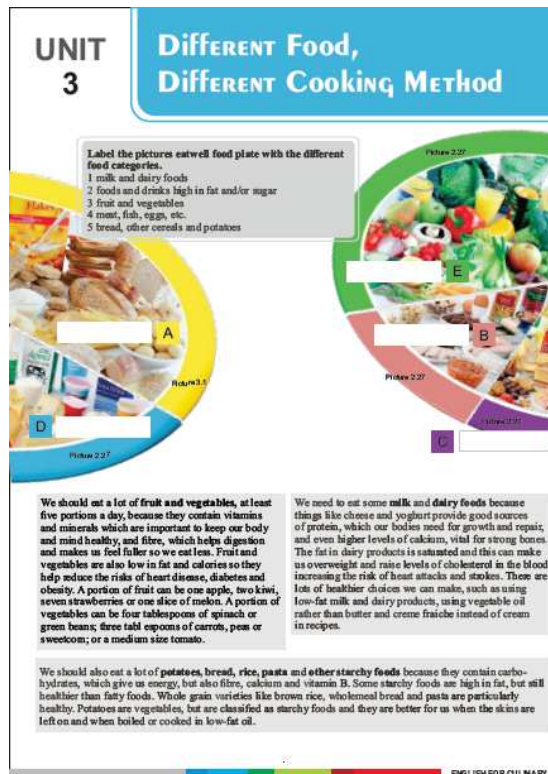 UNIT
3
Different Food,
Different Cooking Method
Label the pictures eatwell food plate with the different
food categories.
1 milk and dairy foods
2 foods and drinks high in fat and/or sugar
3 fruit and vegetables
4 meat, fish, eggs, etc.
5 bread, other cereals and potatoes
Picture 2.27
E
A
B
Picture 3.1
Picture 2.27
D
Picture 2.27
Picture 2.27
C
We should eat a lot of fruit and vegetables, at least
five portions a day, because they contain vitamins
and minerals which are important to keep our body
and mind healthy, and fibre, which helps digestion
and makes us feel fuller so we eat less. Fruit and
vegetables are also low in fat and calories so they
help reduce the risks of heart disease, diabetes and
obesity. A portion of fruit can be one apple, two kiwi,
seven strawberries or one slice of melon. A portion of
vegetables can be four tablespoons of spinach or
green beans; three tabl espoons of carrots, peas or
sweetcorn; or a medium size tomato.
We need to eat some milk and dairy foods because
things like cheese and yoghurt provide good sources
of protein, which our bodies need for growth and repair,
and even higher levels of calcium, vital for strong bones.
The fat in dairy products is saturated and this can make
us overweight and raise levels of cholesterol in the blood
increasing the risk of heat attacks and stokes. There are
lots of healthier choices we can make, such as using
low-fat milk and dairy products, using vegetable oil
rather than butter and creme fraiche instead of cream
in recipes.
We should also eat a lot of potatoes, bread, rice, pasta and other starchy foods because they contain carbo-
hydrates, which give us energy, but also fibre, calcium and vitamin B. Some starchy foods are high in fat, but still
healthier than fatty foods. Whole grain varieties like brown rice, wholemeal bread and pasta are particularly
healthy. Potatoes are vegetables, but are classified as starchy foods and they are better for us when the skins are
left on and when boiled or cooked in low-fat oil.
ENGLISH FOR CULINARY